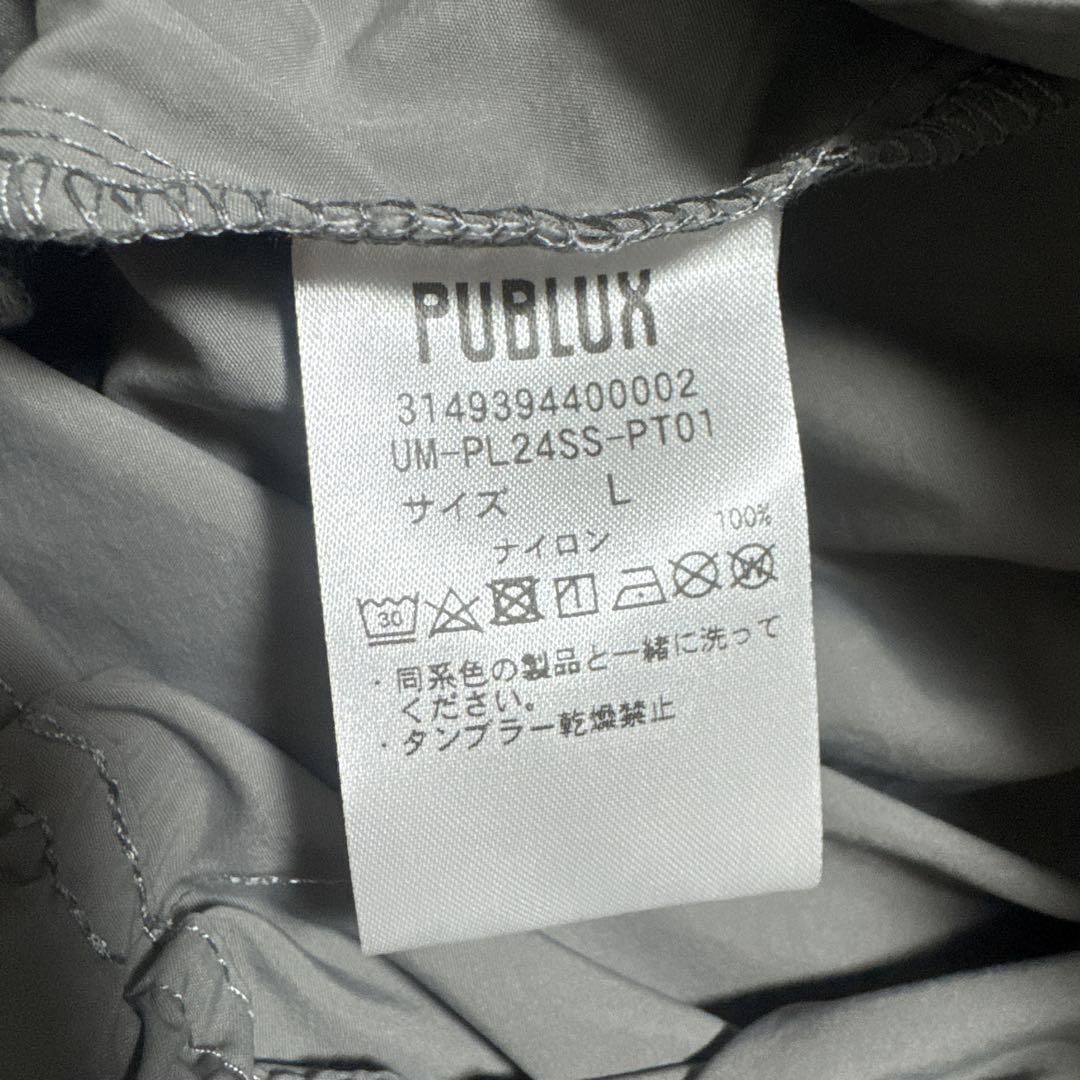 PUBLUX
3149394400002
UM-PL24SS-PT01
サイズ L
ナイロン 100%
30 W
・同系色の製品と一緒に洗って
ください。
・タンブラー乾燥禁止